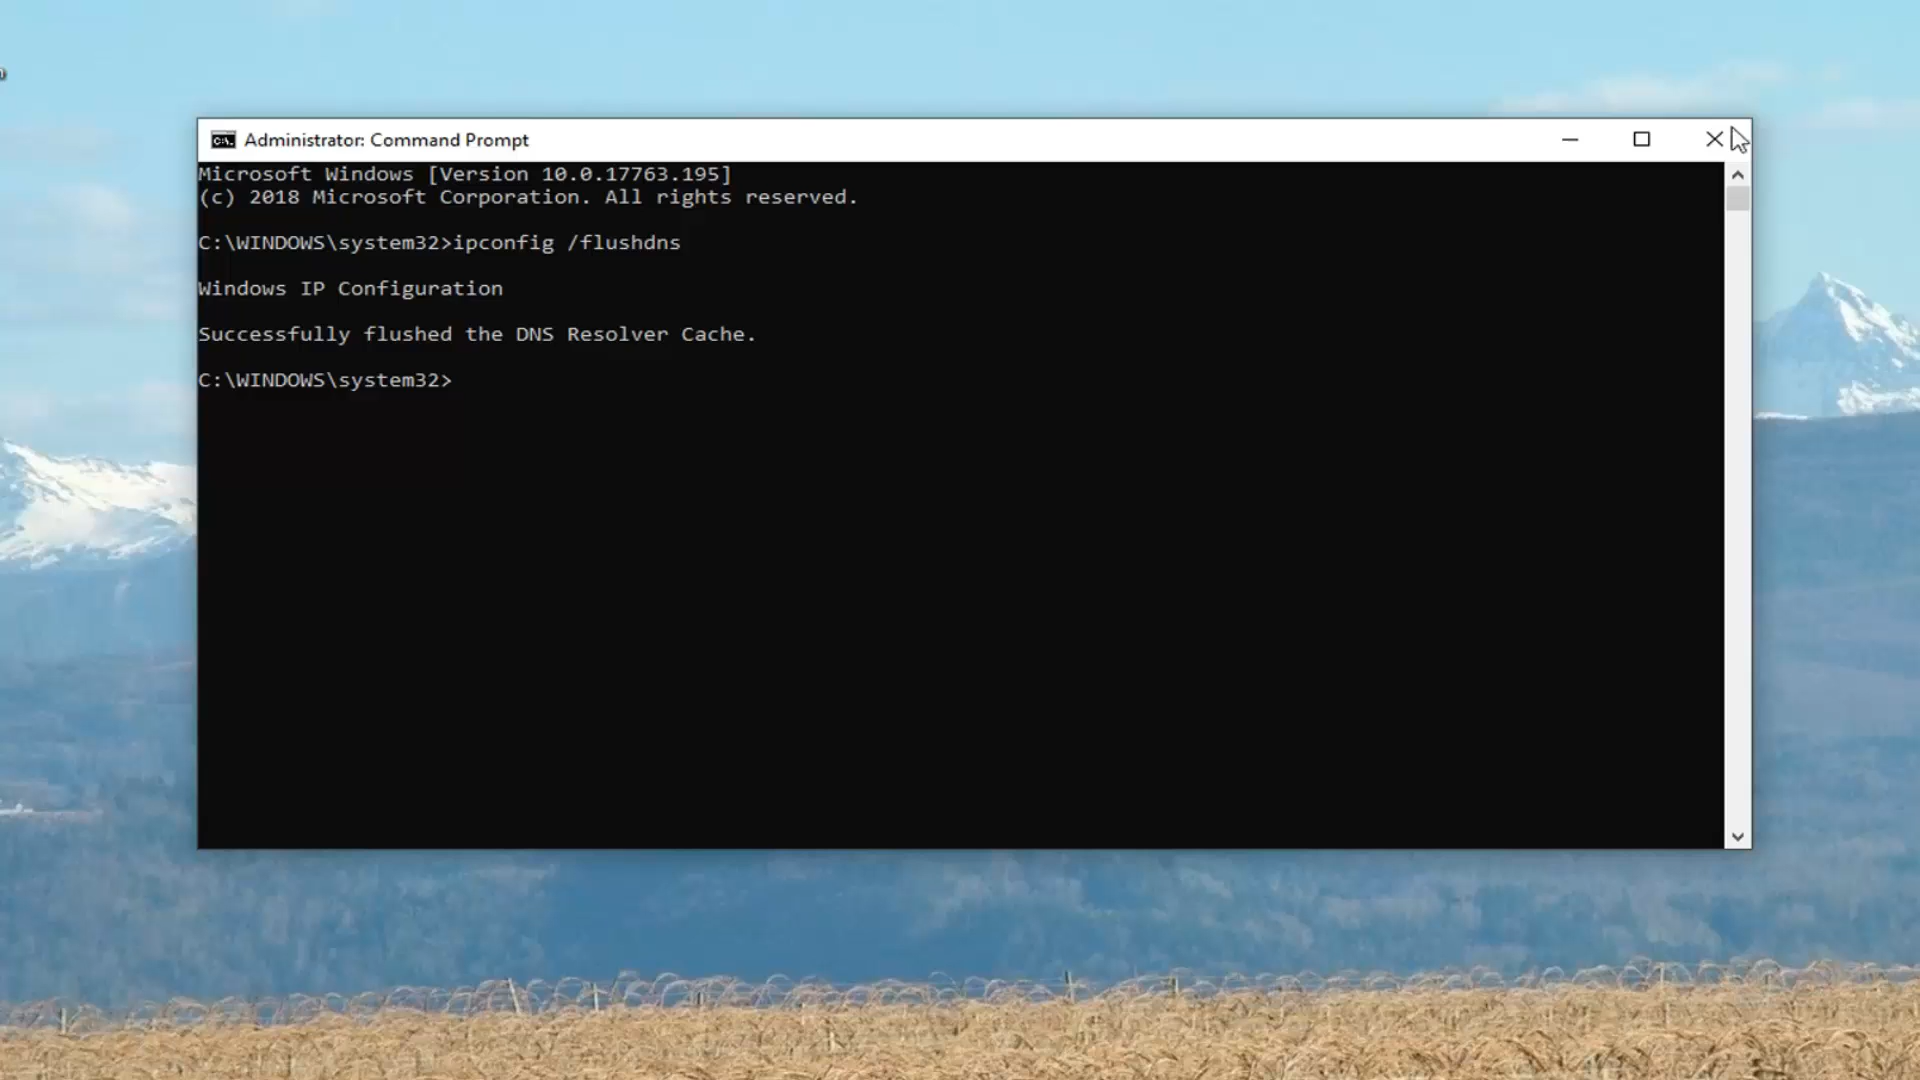 Administrator: Command Prompt
Microsoft Windows [Version 10.0.17763.195]
(c) 2018 Microsoft Corporation. All rights reserved.
C:\WINDOWS\system32>ipconfig /flushdns
Windows IP Configuration
Successfully flushed the DNS Resolver Cache.
C:\WINDOWS\system32>